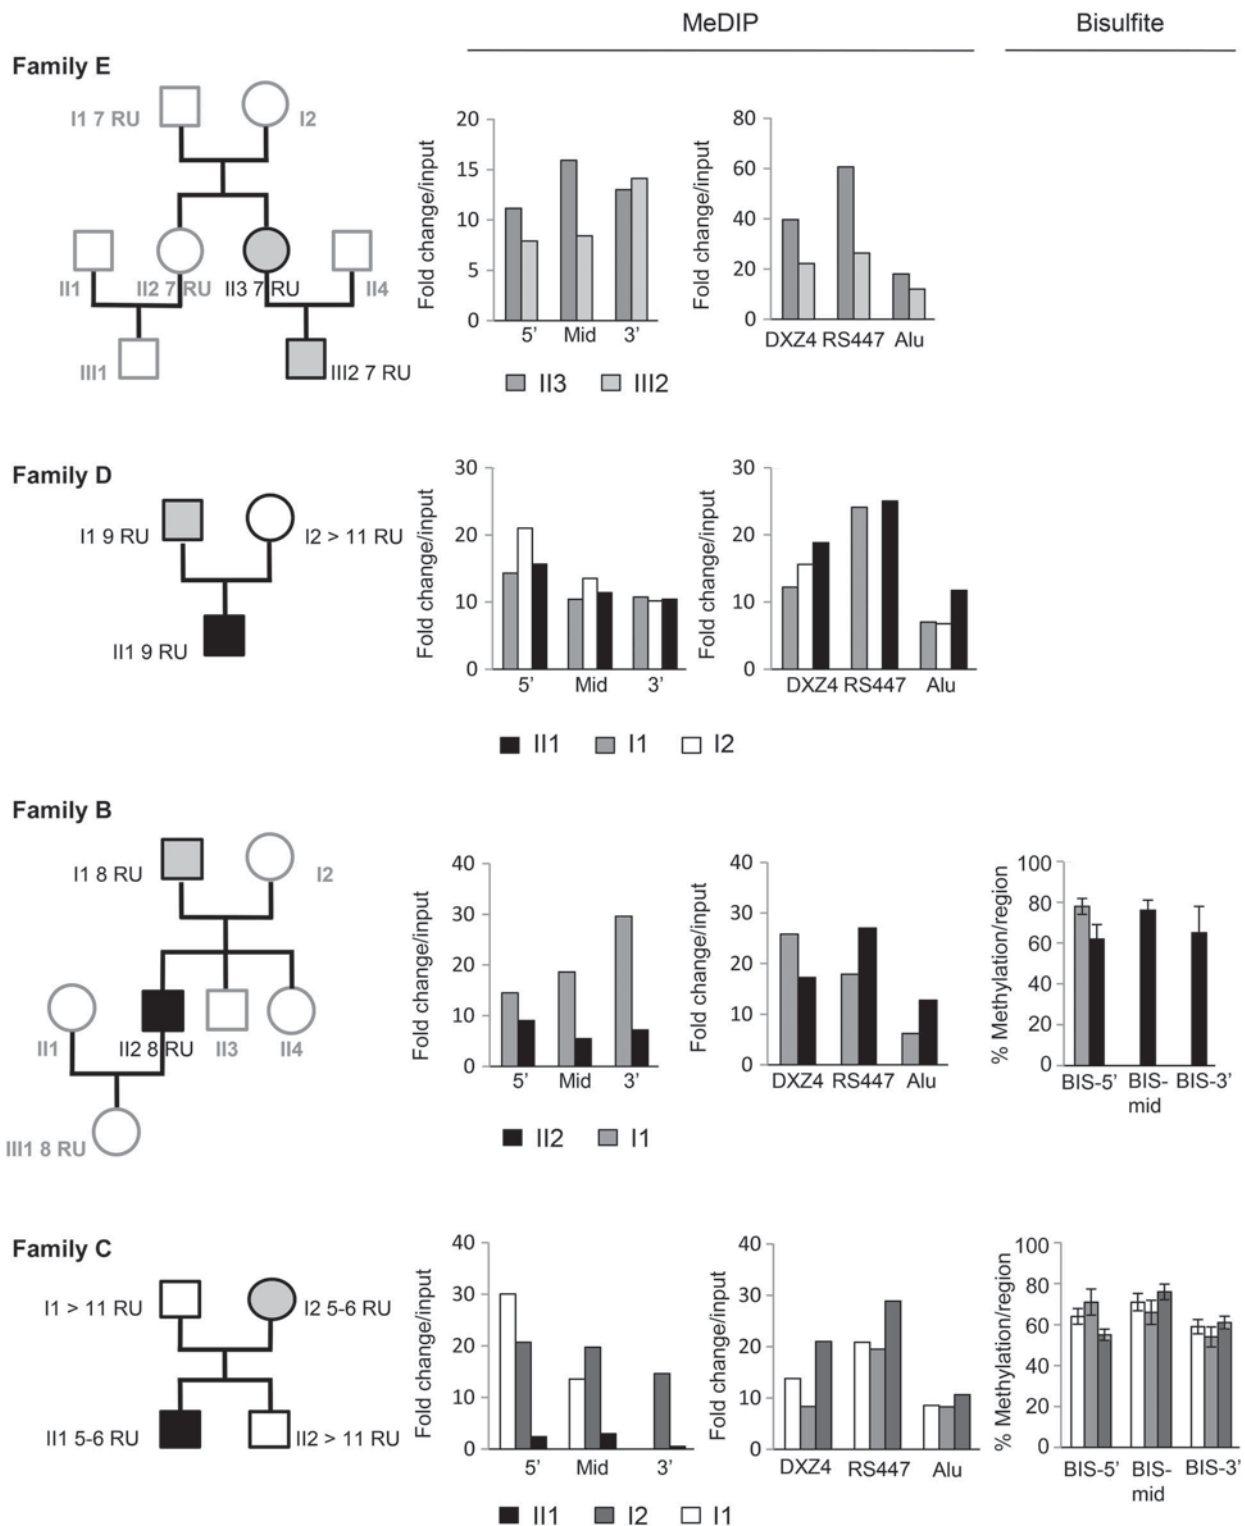 MeDIP
Bisulfite
Family E
I1 7 RU
I2
II1
II2 7 RU
II3 7 RU
II4
III1
III2 7 RU
Fold change/input
20
15
10
5
0
5’ Mid 3’
Fold change/input
80
60
40
20
0
DXZ4 RS447 Alu
II3 III2
Family D
I1 9 RU
I2 > 11 RU
II1 9 RU
Fold change/input
30
20
10
0
5’ Mid 3’
Fold change/input
30
20
10
0
DXZ4 RS447 Alu
II1 I1 I2
Family B
I1 8 RU
I2
II1
II2 8 RU
II3
II4
III1 8 RU
Fold change/input
40
30
20
10
0
5’ Mid 3’
Fold change/input
40
30
20
10
0
DXZ4 RS447 Alu
% Methylation/region
100
80
60
40
20
0
BIS-5’ BIS-mid BIS-3’
II2 I1
Family C
I1 > 11 RU
I2 5-6 RU
II1 5-6 RU
II2 > 11 RU
Fold change/input
40
30
20
10
0
5’ Mid 3’
Fold change/input
40
30
20
10
0
DXZ4 RS447 Alu
% Methylation/region
100
80
60
40
20
0
BIS-5’ BIS-mid BIS-3’
II1 I2 I1